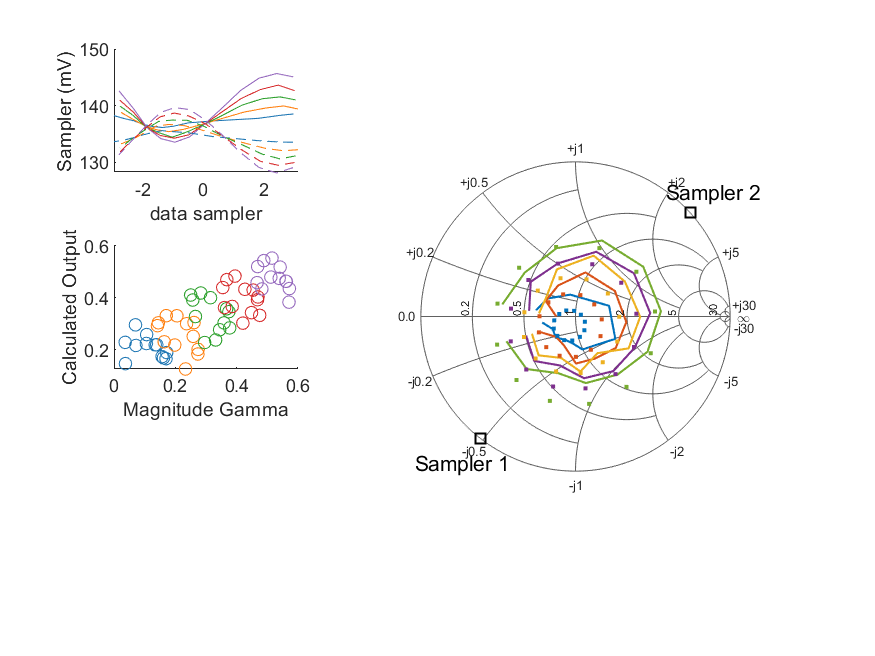 150
140
130
Sampler (mV)
-2
0
2
data sampler
0.6
0.4
0.2
Calculated Output
0
0.2
0.4
0.6
Magnitude Gamma
+j1
+j0.5
+j2
Sampler 2
+j0.2
+j5
0.0
0.2
0.5
1
2
5
30
+j30
∞
-j30
-j0.2
-j5
-j0.5
-j2
Sampler 1
-j1